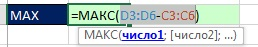 MAX =МАКС(D3:D6-C3:C6)
МАКС(число1; [число2]; ...)